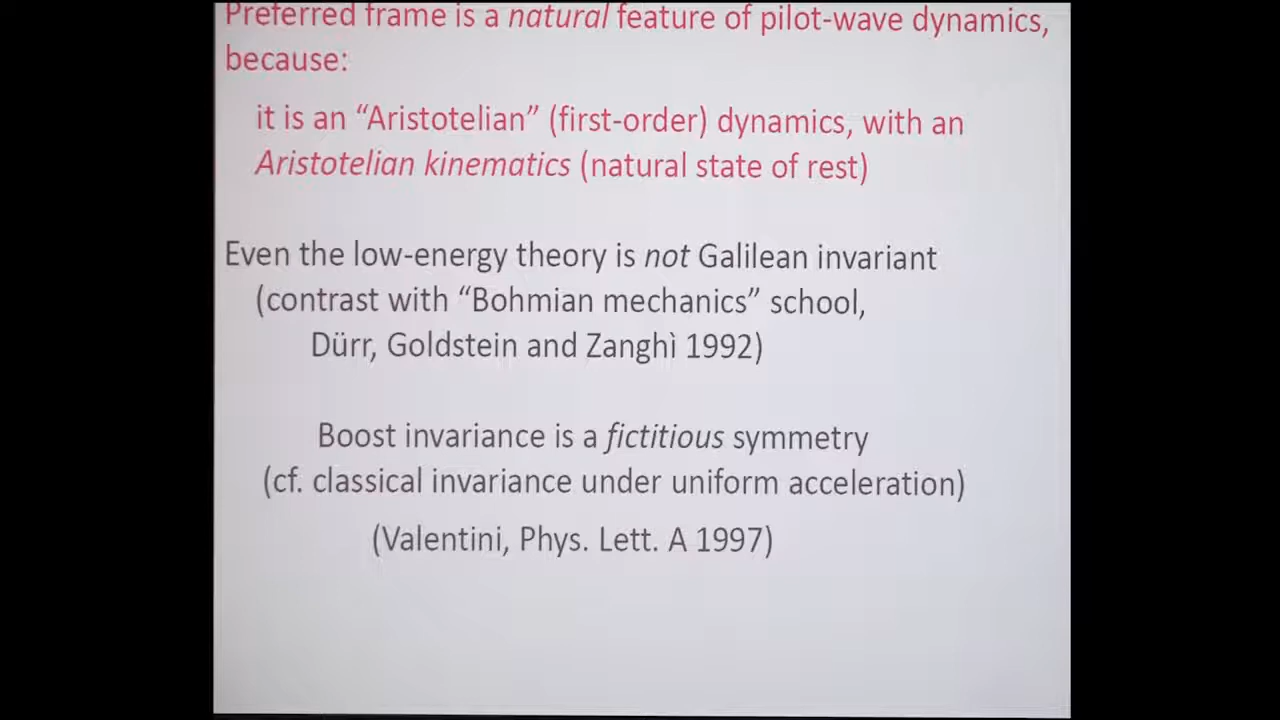 Preferred frame is a natural feature of pilot-wave dynamics,
because:
it is an “Aristotelian” (first-order) dynamics, with an
Aristotelian kinematics (natural state of rest)
Even the low-energy theory is not Galilean invariant
(contrast with “Bohmian mechanics” school,
Dürr, Goldstein and Zanghì 1992)
Boost invariance is a fictitious symmetry
(cf. classical invariance under uniform acceleration)
(Valentini, Phys. Lett. A 1997)